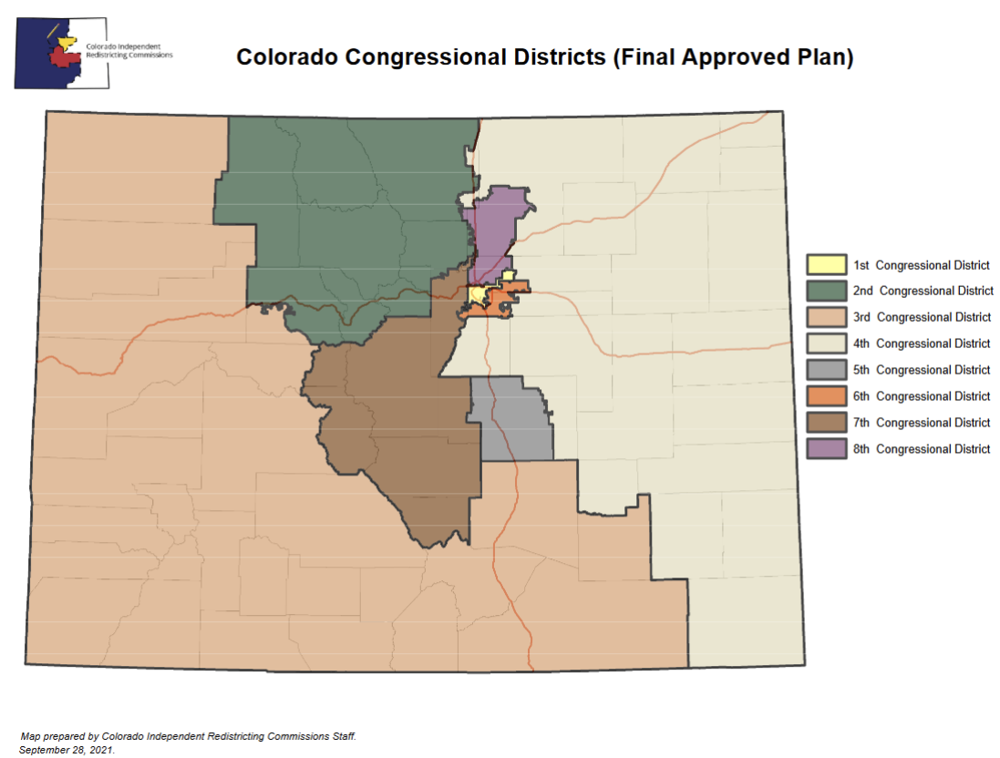 Colorado Independent
Redistricting Commissions
Colorado Congressional Districts (Final Approved Plan)
1st Congressional District
2nd Congressional District
3rd Congressional District
4th Congressional District
5th Congressional District
6th Congressional District
7th Congressional District
8th Congressional District
Map prepared by Colorado Independent Redistricting Commissions Staff.
September 28, 2021.